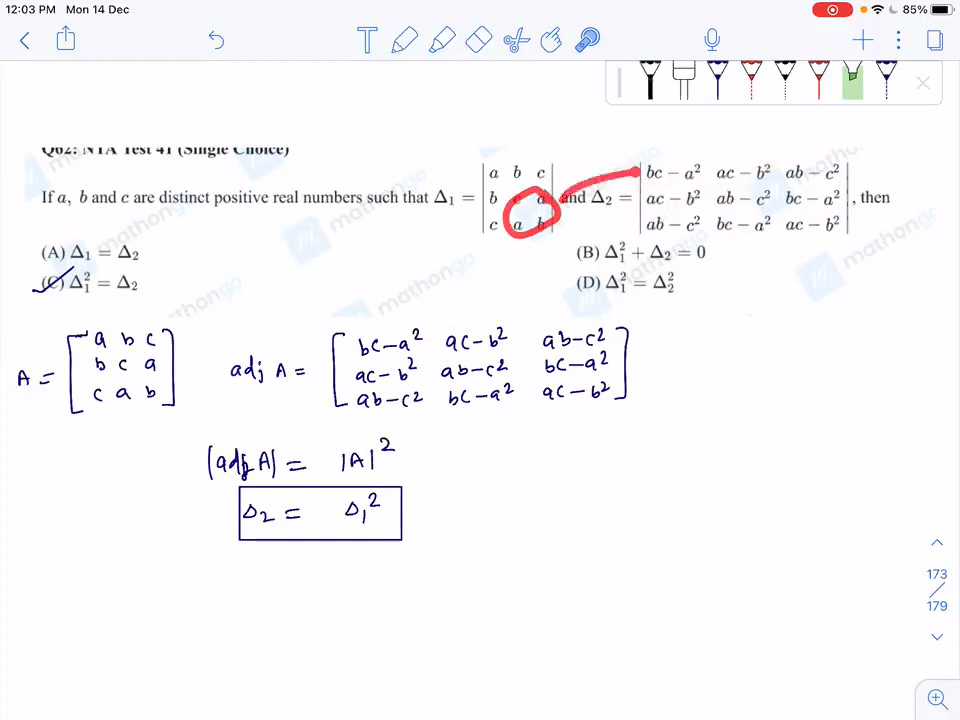 12:03 PM Mon 14 Dec 85%
Q62: NTA Test 41 (Single Choice)
If a, b and c are distinct positive real numbers such that Δ₁ = |a b c; b c a; c a b| and Δ₂ = |bc − a² ac − b² ab − c²; ac − b² ab − c² bc − a²; ab − c² bc − a² ac − b²|, then
(A) Δ₁ = Δ₂ (B) Δ₁² + Δ₂ = 0
(C) Δ₁² = Δ₂ (D) Δ₁² = Δ₂²
A = [a b c; b c a; c a b] adj A = [bc−a² ac−b² ab−c²; ac−b² ab−c² bc−a²; ab−c² bc−a² ac−b²]
|adj A| = |A|²
Δ₂ = Δ₁²
173
/
179
mathongo
mathongo
mathongo